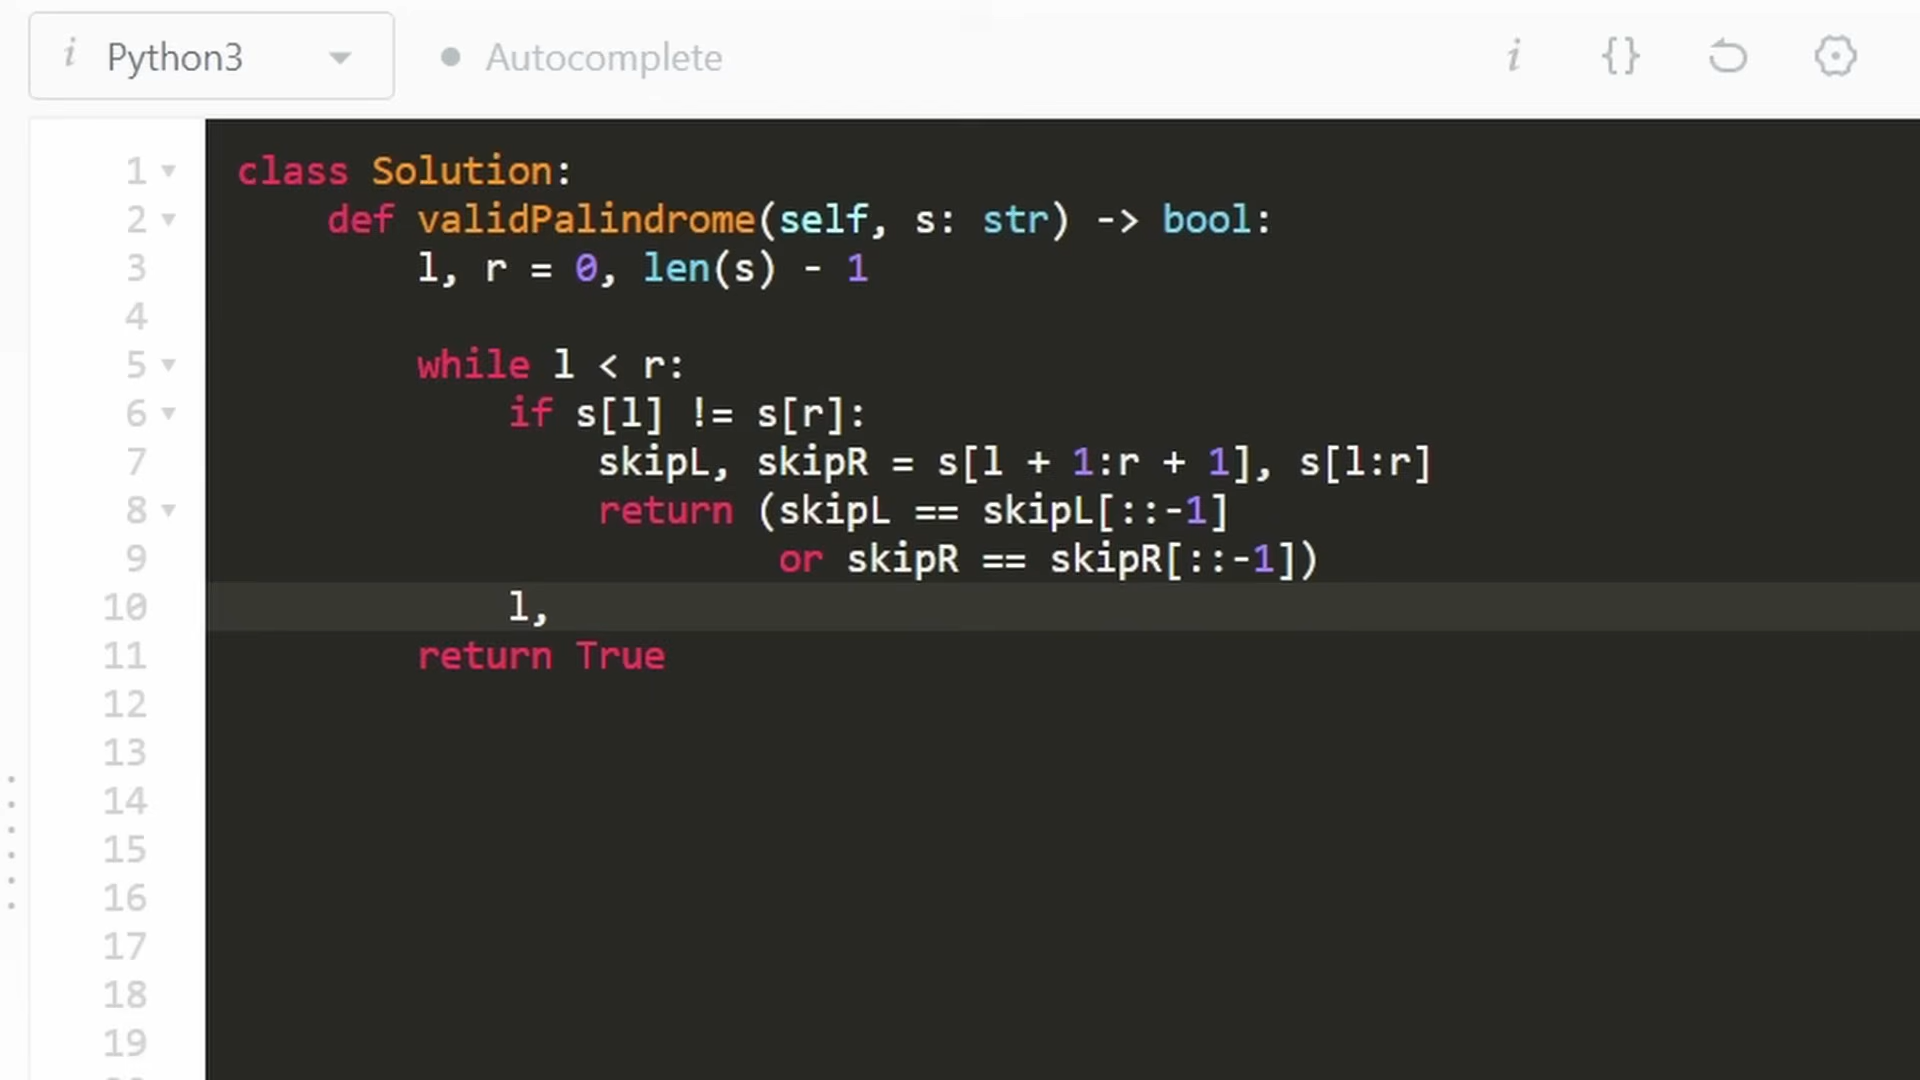 i Python3 Autocomplete i {}
1 class Solution:
2 def validPalindrome(self, s: str) -> bool:
3 l, r = 0, len(s) - 1
4
5 while l < r:
6 if s[l] != s[r]:
7 skipL, skipR = s[l + 1:r + 1], s[l:r]
8 return (skipL == skipL[::-1]
9 or skipR == skipR[::-1])
10 l,
11 return True
12
13
14
15
16
17
18
19